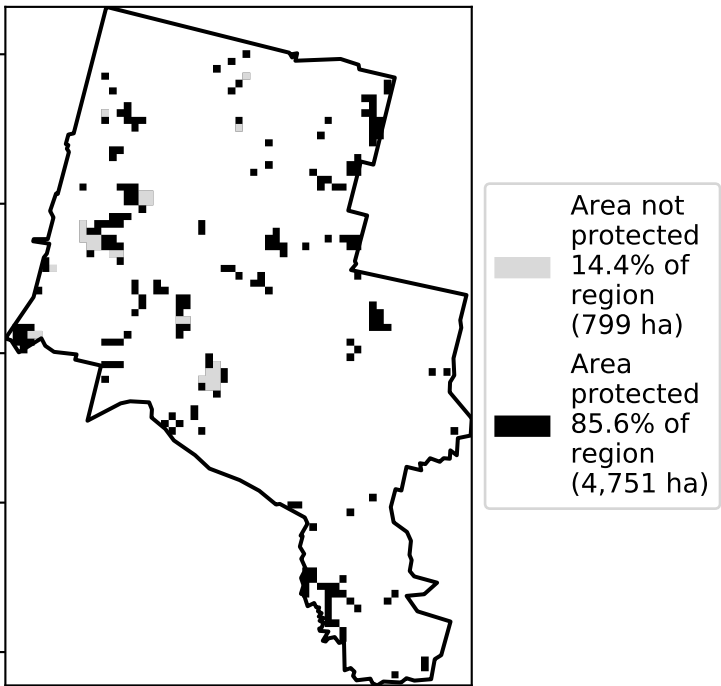 Area not
protected
14.4% of
region
(799 ha)
Area
protected
85.6% of
region
(4,751 ha)